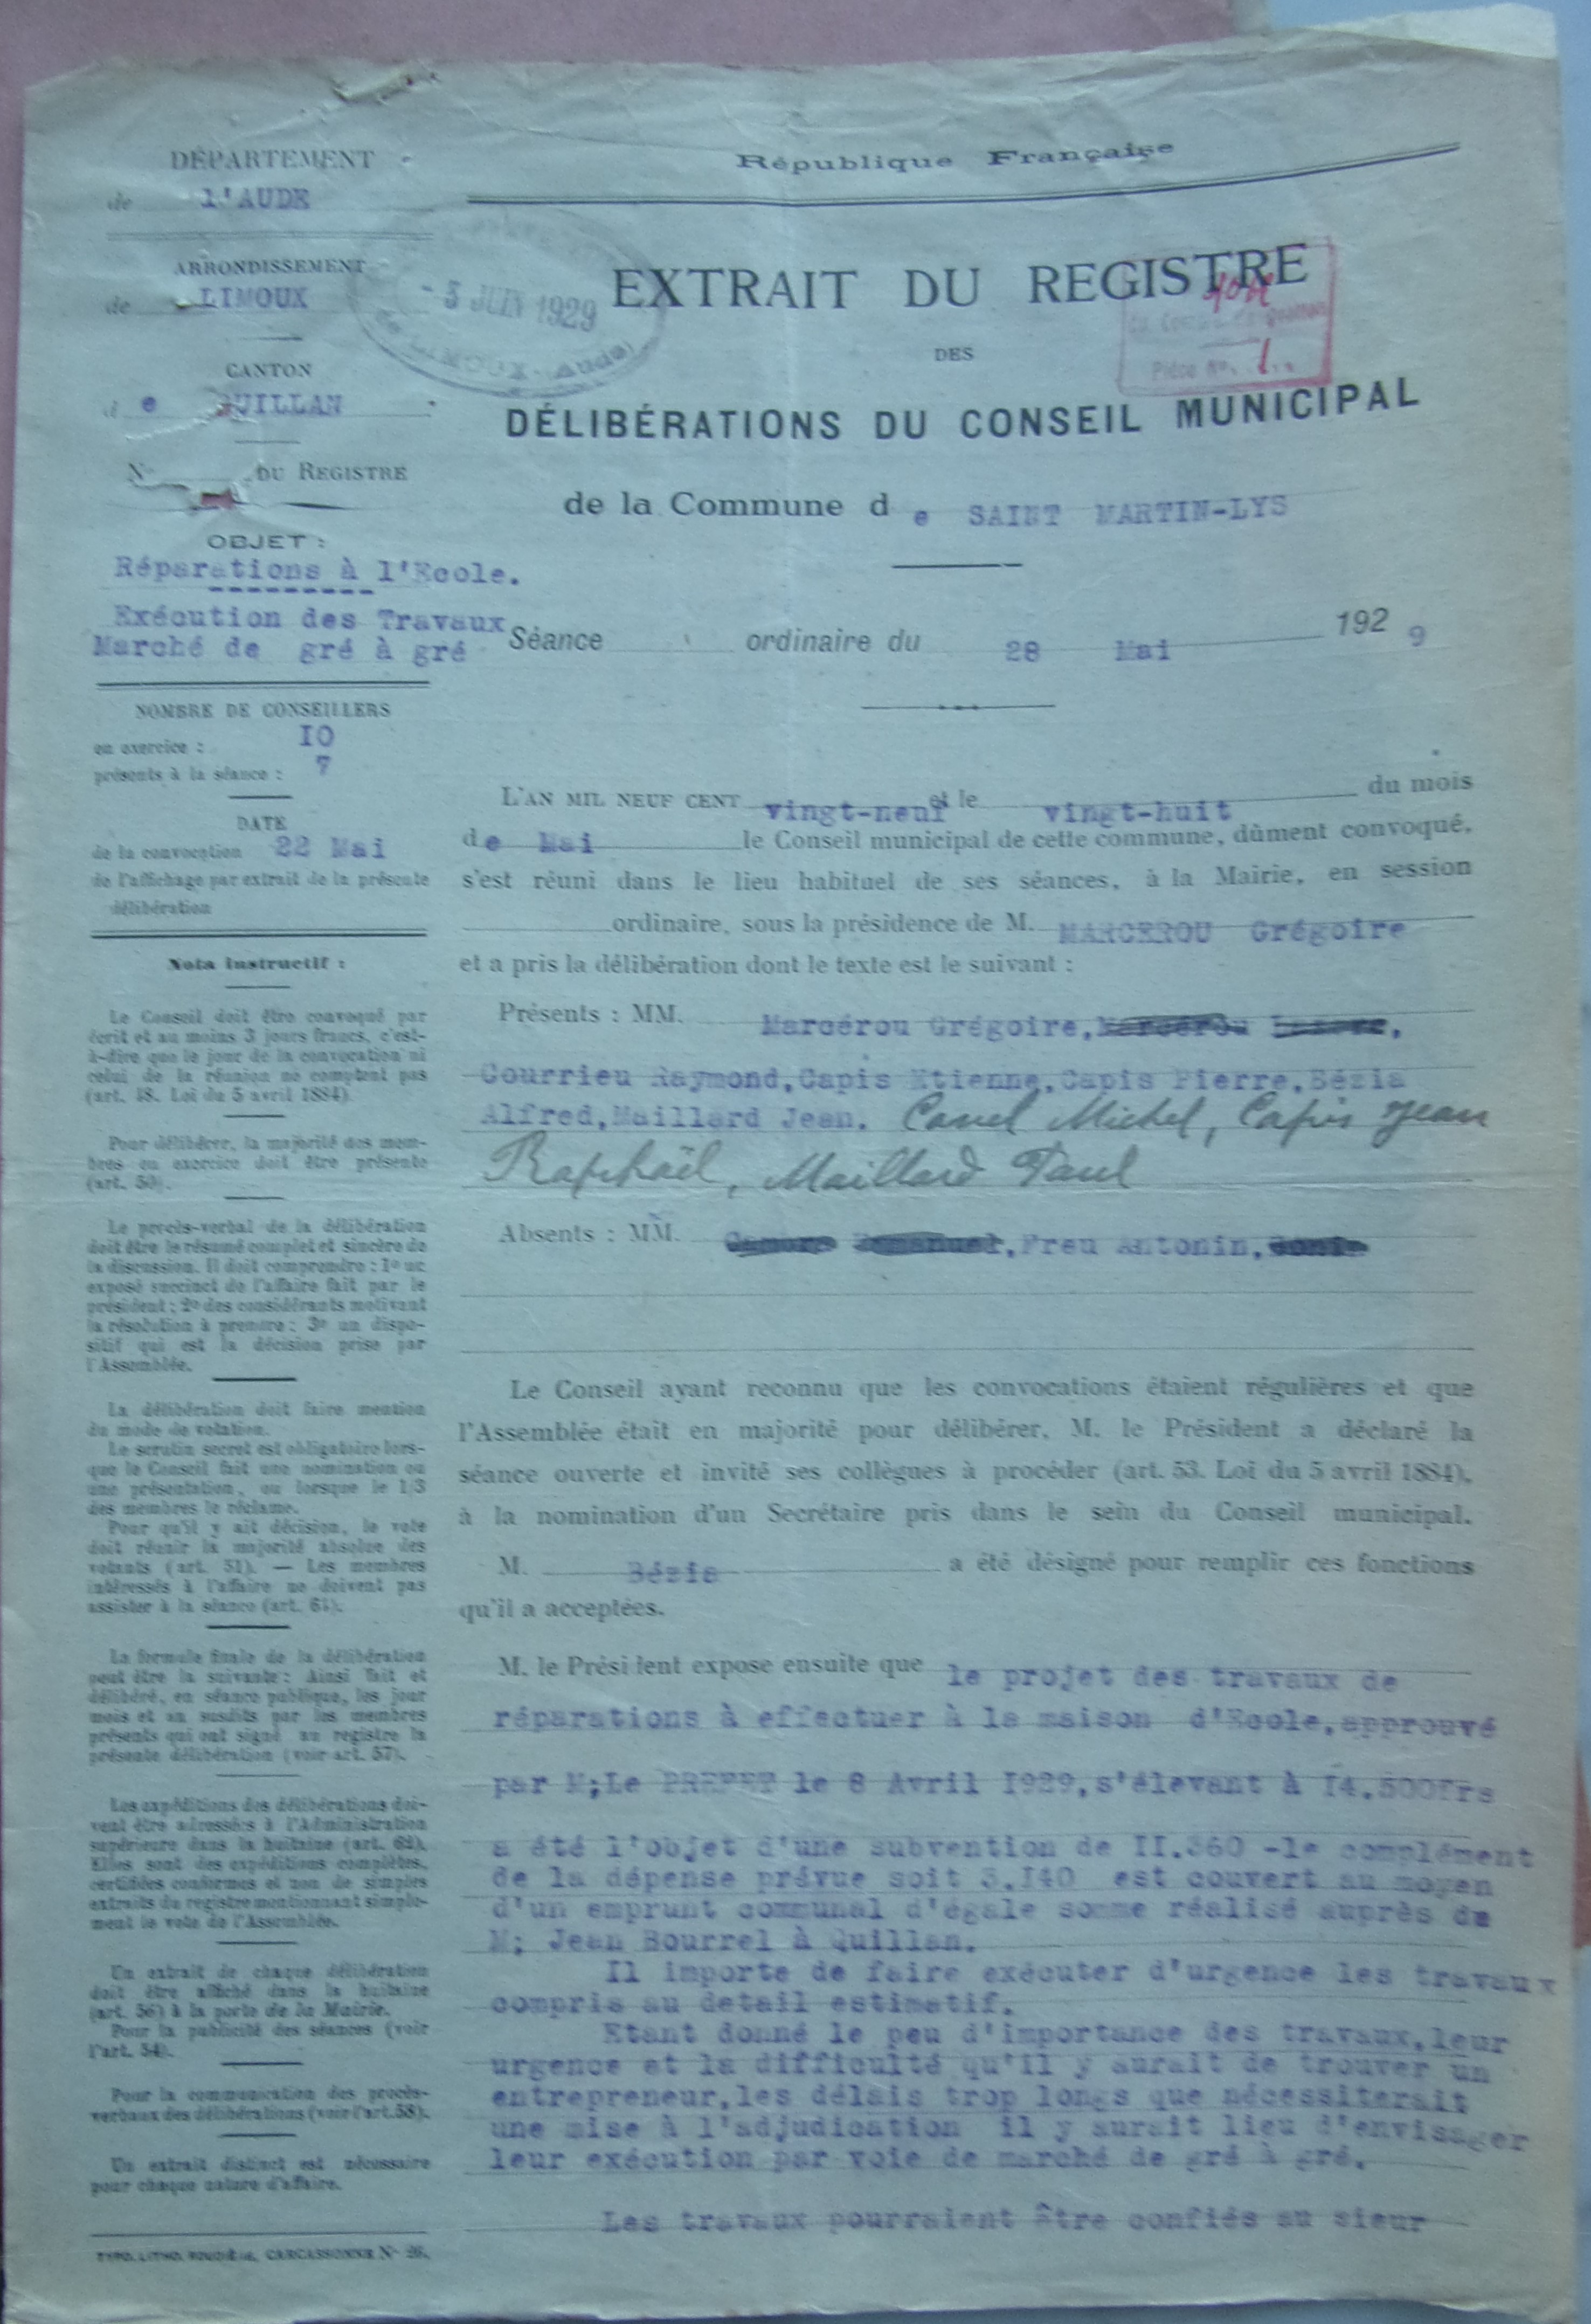 DÉPARTEMENT
de l'AUDE
ARRONDISSEMENT
de LIMOUX
CANTON
d e QUILLAN
N° DU REGISTRE
OBJET :
Réparations à l'Ecole.
Exécution des Travaux
Marché de gré à gré
NOMBRE DE CONSEILLERS
en exercice : IO
présents à la séance : 7
DATE
de la convocation 22 Mai
de l'affichage par extrait de la présente
délibération
Nota instructif :
Le Conseil doit être convoqué par
écrit et au moins 3 jours francs, c'est-
à-dire que le jour de la convocation ni
celui de la réunion ne comptent pas
(art. 48. Loi du 5 avril 1884)
Pour délibérer, la majorité des mem-
bres en exercice doit être présente
(art. 50).
Le procès-verbal de la délibération
doit être le résumé complet et sincère de
la discussion. Il doit comprendre : 1° un
exposé succinct de l'affaire fait par le
président ; 2° des considérants motivant
la résolution à prendre ; 3° un dispo-
sitif qui est la décision prise par
l'Assemblée.
La délibération doit faire mention
du mode de votation.
Le scrutin secret est obligatoire lors-
que le Conseil fait une nomination ou
une présentation, ou lorsque le 1/3
des membres le réclame.
Pour qu'il y ait décision, le vote
doit réunir la majorité absolue des
votants (art. 51). — Les membres
intéressés à l'affaire ne doivent pas
assister à la séance (art. 64).
La formule finale de la délibération
peut être la suivante : Ainsi fait et
délibéré, en séance publique, les jour
mois et an susdits par les membres
présents qui ont signé au registre la
présente délibération (voir art. 57).
Les expéditions des délibérations doi-
vent être adressées à l'Administration
supérieure dans la huitaine (art. 62).
Elles sont des expéditions complètes,
certifiées conformes et non de simples
extraits du registre mentionnant simple-
ment le vote de l'Assemblée.
Un extrait de chaque délibération
doit être affiché dans la huitaine
(art. 56) à la porte de la Mairie.
Pour la publicité des séances (voir
l'art. 54).
Pour la communication des procès-
verbaux des délibérations (voir l'art. 58).
Un extrait distinct est nécessaire
pour chaque nature d'affaire.
TYPO. LITHO. CARCASSONNE N° 26.
République Française
- 5 JUIN 1929
LIMOUX - Aude
EXTRAIT DU REGISTRE
Pièce N°. 1
DES
DÉLIBÉRATIONS DU CONSEIL MUNICIPAL
de la Commune d e SAINT MARTIN-LYS
Séance ordinaire du 28 Mai 192 9
L'AN MIL NEUF CENT vingt-neuf et le vingt-huit du mois
de Mai le Conseil municipal de cette commune, dûment convoqué,
s'est réuni dans le lieu habituel de ses séances, à la Mairie, en session
ordinaire, sous la présidence de M. MARCEROU Grégoire
et a pris la délibération dont le texte est le suivant :
Présents : MM. Marcérou Grégoire,
Courrieu Raymond,Capis Etienne,Capis Pierre,Bézia
Alfred,Maillard Jean. Canel Michel, Capis Jean
Raphaël, Maillard Paul
Absents : MM. ,Preu Antonin,
Le Conseil ayant reconnu que les convocations étaient régulières et que
l'Assemblée était en majorité pour délibérer, M. le Président a déclaré la
séance ouverte et invité ses collègues à procéder (art. 53. Loi du 5 avril 1884),
à la nomination d'un Secrétaire pris dans le sein du Conseil municipal.
M. Bézia a été désigné pour remplir ces fonctions
qu'il a acceptées.
M. le Président expose ensuite que le projet des travaux de
réparations à effectuer à la maison d'Ecole,approuvé
par M;Le PREFET le 8 Avril I929,s'élevant à I4.500frs
a été l'objet d'une subvention de II.360 -le complément
de la dépense prévue soit 3.I40 est couvert au moyen
d'un emprunt communal d'égale somme réalisé auprès de
M; Jean Bourrel à Quillan.
Il importe de faire exécuter d'urgence les travaux
compris au detail estimatif.
Etant donné le peu d'importance des travaux,leur
urgence et la difficulté qu'il y aurait de trouver un
entrepreneur,les délais trop longs que nécessiterait
une mise à l'adjudication il y aurait lieu d'envisager
leur exécution par voie de marché de gré à gré.
Les travaux pourraient être confiés au sieur